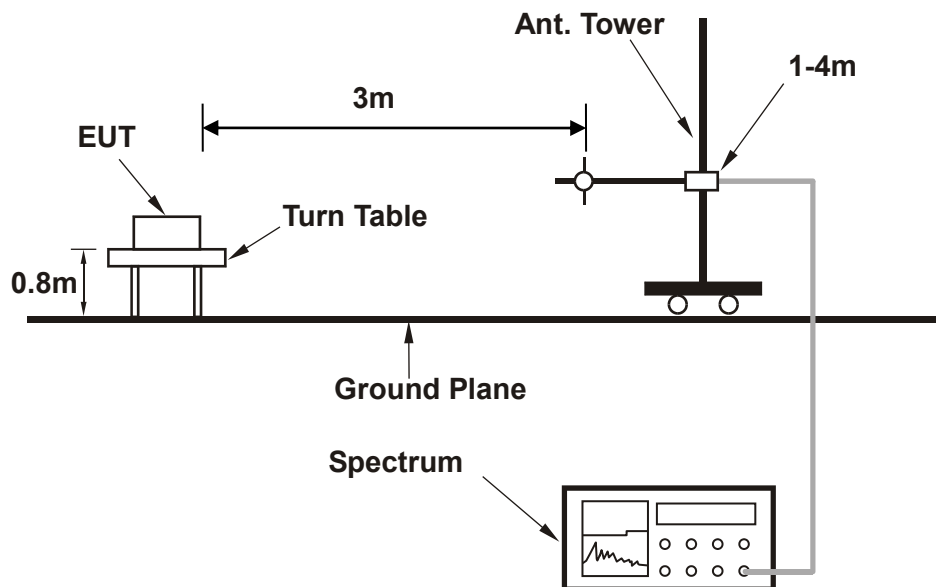 Ant. Tower
1-4m
3m
EUT
Turn Table
0.8m
Ground Plane
Spectrum